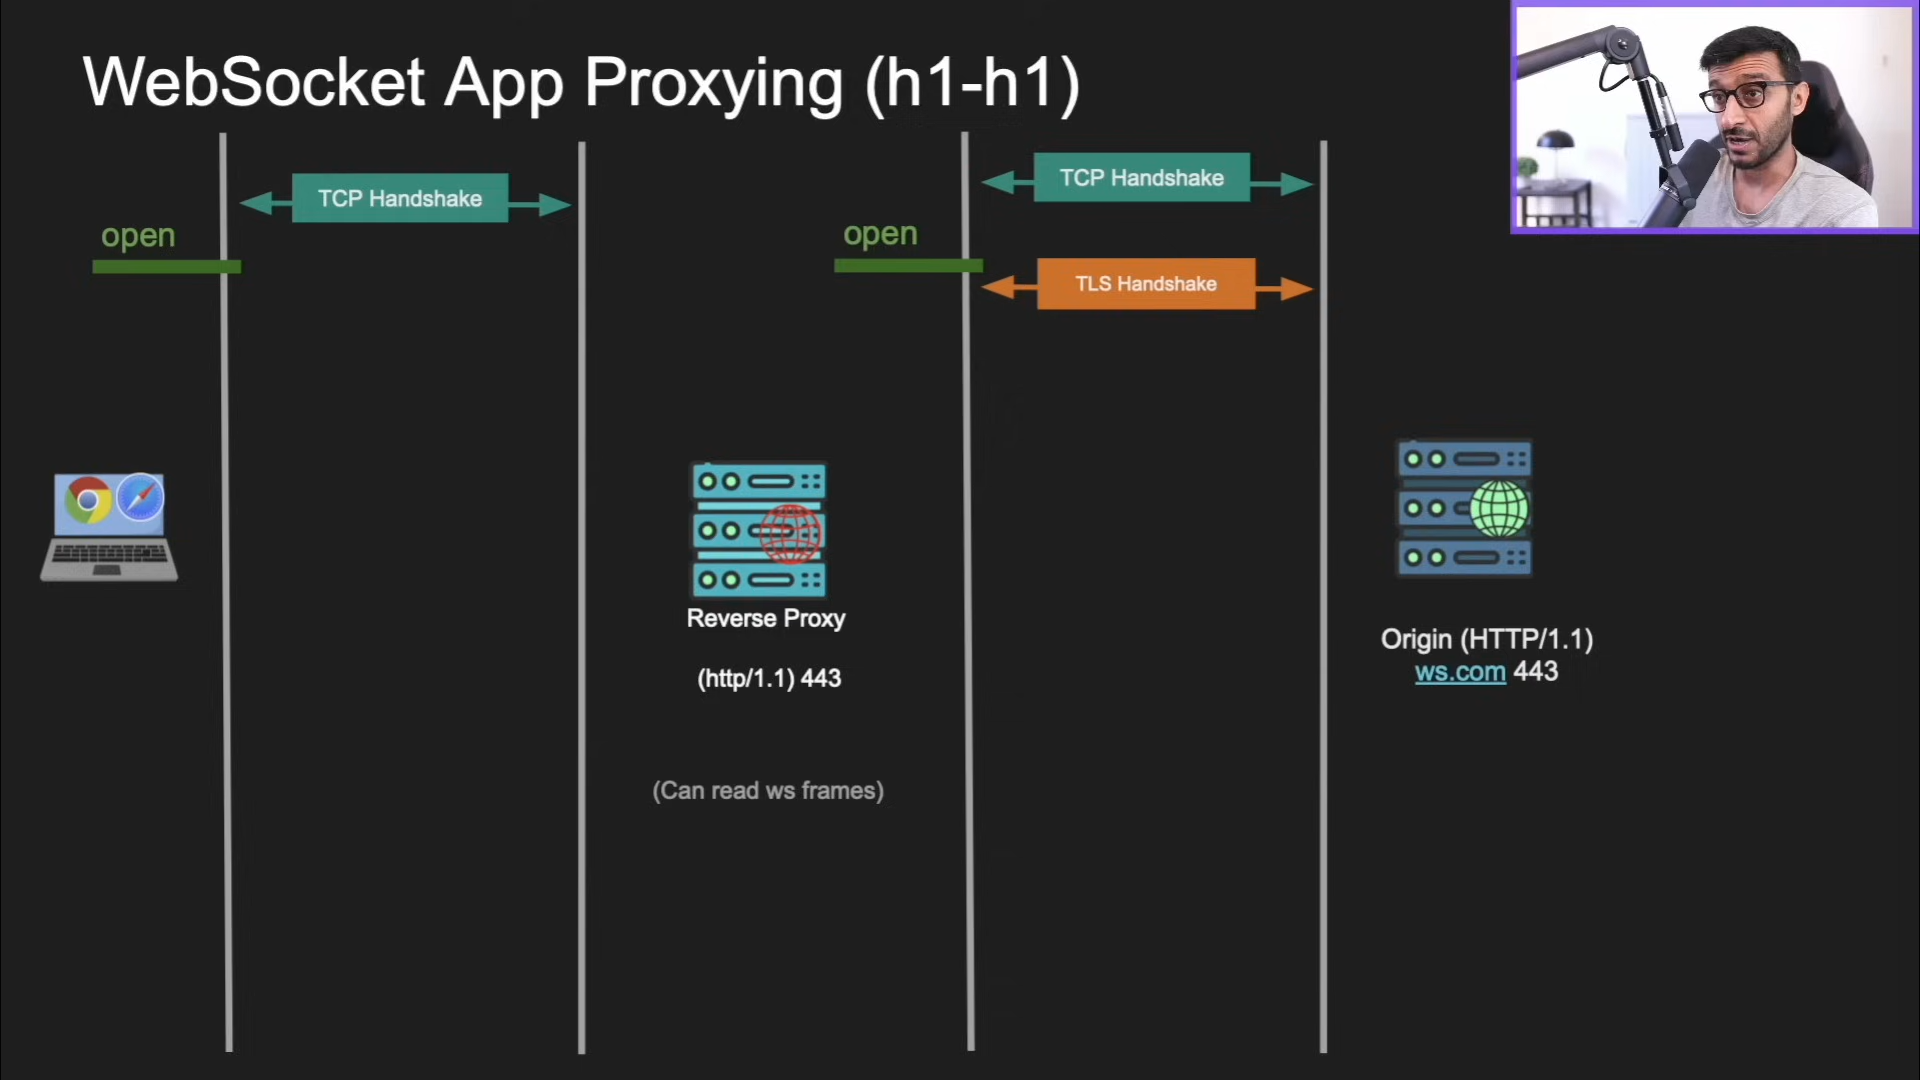 WebSocket App Proxying (h1-h1)
TCP Handshake
open
TCP Handshake
open
TLS Handshake
Reverse Proxy
(http/1.1) 443
(Can read ws frames)
Origin (HTTP/1.1)
ws.com 443